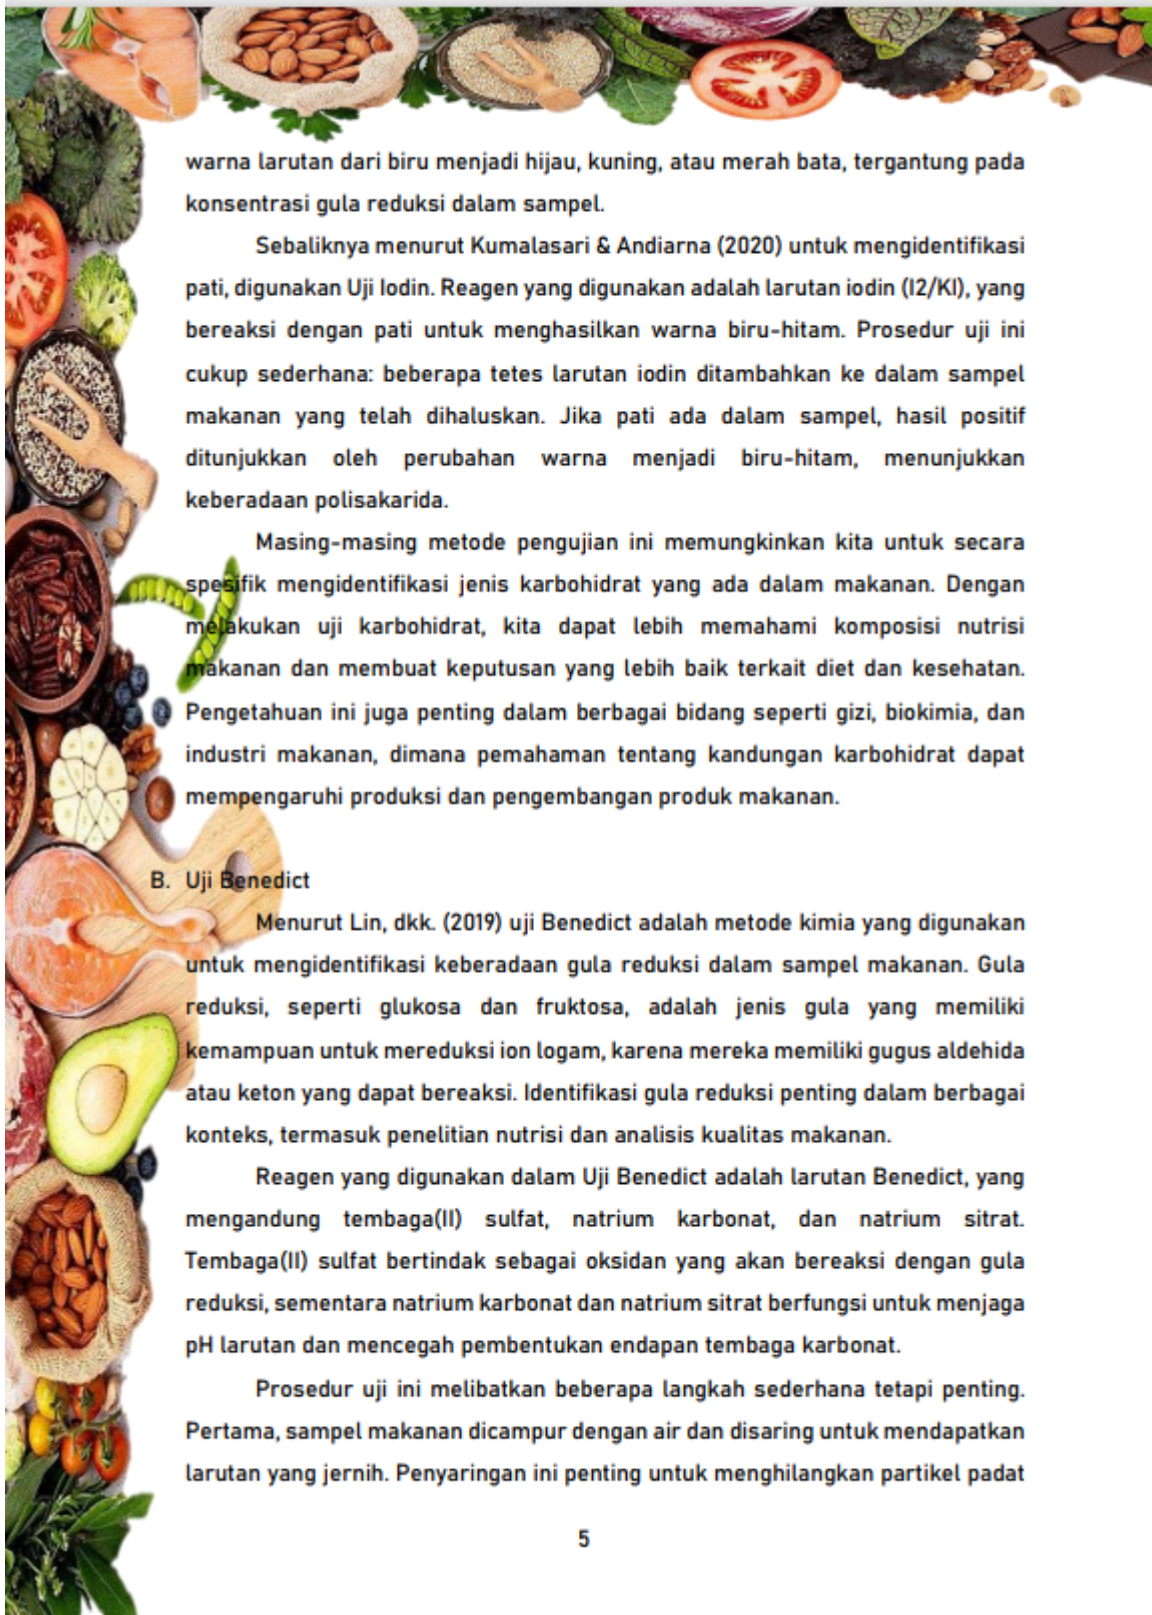 warna larutan dari biru menjadi hijau, kuning, atau merah bata, tergantung pada
konsentrasi gula reduksi dalam sampel.
Sebaliknya menurut Kumalasari & Andiarna (2020) untuk mengidentifikasi
pati, digunakan Uji Iodin. Reagen yang digunakan adalah larutan iodin (I2/KI), yang
bereaksi dengan pati untuk menghasilkan warna biru-hitam. Prosedur uji ini
cukup sederhana: beberapa tetes larutan iodin ditambahkan ke dalam sampel
makanan yang telah dihaluskan. Jika pati ada dalam sampel, hasil positif
ditunjukkan oleh perubahan warna menjadi biru-hitam, menunjukkan
keberadaan polisakarida.
Masing-masing metode pengujian ini memungkinkan kita untuk secara
spesifik mengidentifikasi jenis karbohidrat yang ada dalam makanan. Dengan
melakukan uji karbohidrat, kita dapat lebih memahami komposisi nutrisi
makanan dan membuat keputusan yang lebih baik terkait diet dan kesehatan.
Pengetahuan ini juga penting dalam berbagai bidang seperti gizi, biokimia, dan
industri makanan, dimana pemahaman tentang kandungan karbohidrat dapat
mempengaruhi produksi dan pengembangan produk makanan.
B. Uji Benedict
Menurut Lin, dkk. (2019) uji Benedict adalah metode kimia yang digunakan
untuk mengidentifikasi keberadaan gula reduksi dalam sampel makanan. Gula
reduksi, seperti glukosa dan fruktosa, adalah jenis gula yang memiliki
kemampuan untuk mereduksi ion logam, karena mereka memiliki gugus aldehida
atau keton yang dapat bereaksi. Identifikasi gula reduksi penting dalam berbagai
konteks, termasuk penelitian nutrisi dan analisis kualitas makanan.
Reagen yang digunakan dalam Uji Benedict adalah larutan Benedict, yang
mengandung tembaga(II) sulfat, natrium karbonat, dan natrium sitrat.
Tembaga(II) sulfat bertindak sebagai oksidan yang akan bereaksi dengan gula
reduksi, sementara natrium karbonat dan natrium sitrat berfungsi untuk menjaga
pH larutan dan mencegah pembentukan endapan tembaga karbonat.
Prosedur uji ini melibatkan beberapa langkah sederhana tetapi penting.
Pertama, sampel makanan dicampur dengan air dan disaring untuk mendapatkan
larutan yang jernih. Penyaringan ini penting untuk menghilangkan partikel padat
5